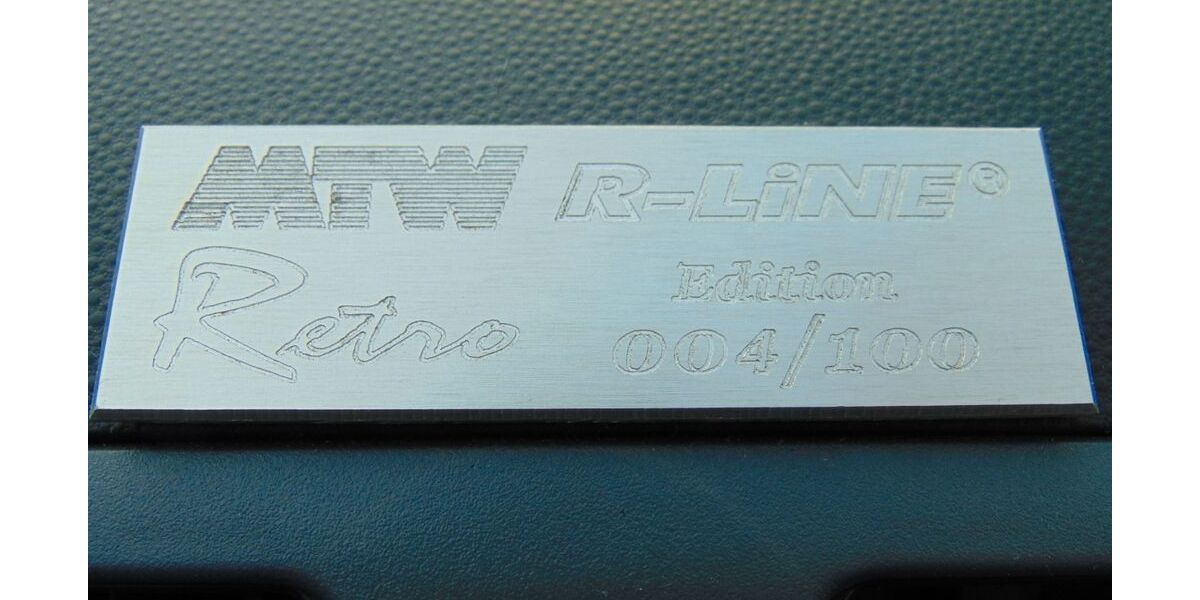 MTW R-LiNE®
Retro Edition
004/100